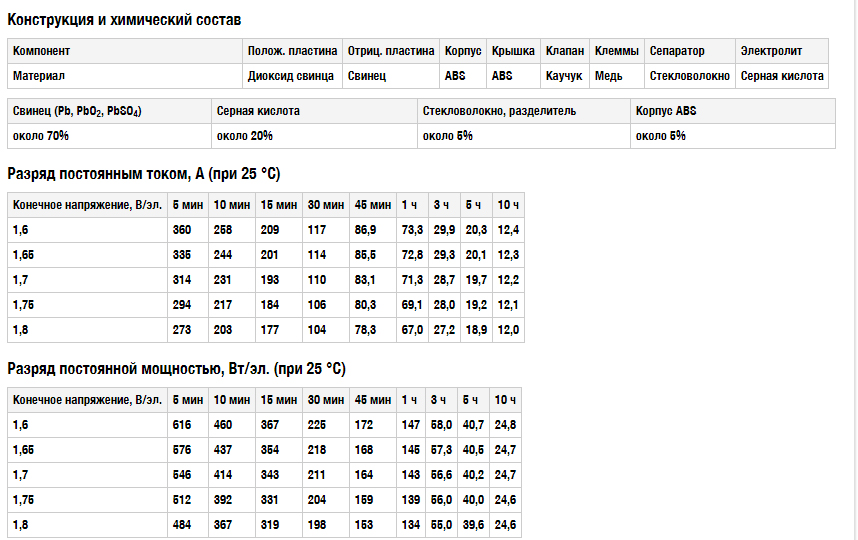 Конструкция и химический состав
Компонент Полож. пластина Отриц. пластина Корпус Крышка Клапан Клеммы Сепаратор Электролит
Материал Диоксид свинца Свинец ABS ABS Каучук Медь Стекловолокно Серная кислота
Свинец (Pb, PbO₂, PbSO₄) Серная кислота Стекловолокно, разделитель Корпус ABS
около 70% около 20% около 5% около 5%
Разряд постоянным током, А (при 25 °C)
Конечное напряжение, В/эл. 5 мин 10 мин 15 мин 30 мин 45 мин 1 ч 3 ч 5 ч 10 ч
1,6 360 258 209 117 86,9 73,3 29,9 20,3 12,4
1,65 335 244 201 114 85,5 72,8 29,3 20,1 12,3
1,7 314 231 193 110 83,1 71,3 28,7 19,7 12,2
1,75 294 217 184 106 80,3 69,1 28,0 19,2 12,1
1,8 273 203 177 104 78,3 67,0 27,2 18,9 12,0
Разряд постоянной мощностью, Вт/эл. (при 25 °C)
Конечное напряжение, В/эл. 5 мин 10 мин 15 мин 30 мин 45 мин 1 ч 3 ч 5 ч 10 ч
1,6 616 460 367 225 172 147 58,0 40,7 24,8
1,65 576 437 354 218 168 145 57,3 40,5 24,7
1,7 546 414 343 211 164 143 56,6 40,2 24,7
1,75 512 392 331 204 159 139 56,0 40,0 24,6
1,8 484 367 319 198 153 134 55,0 39,6 24,6